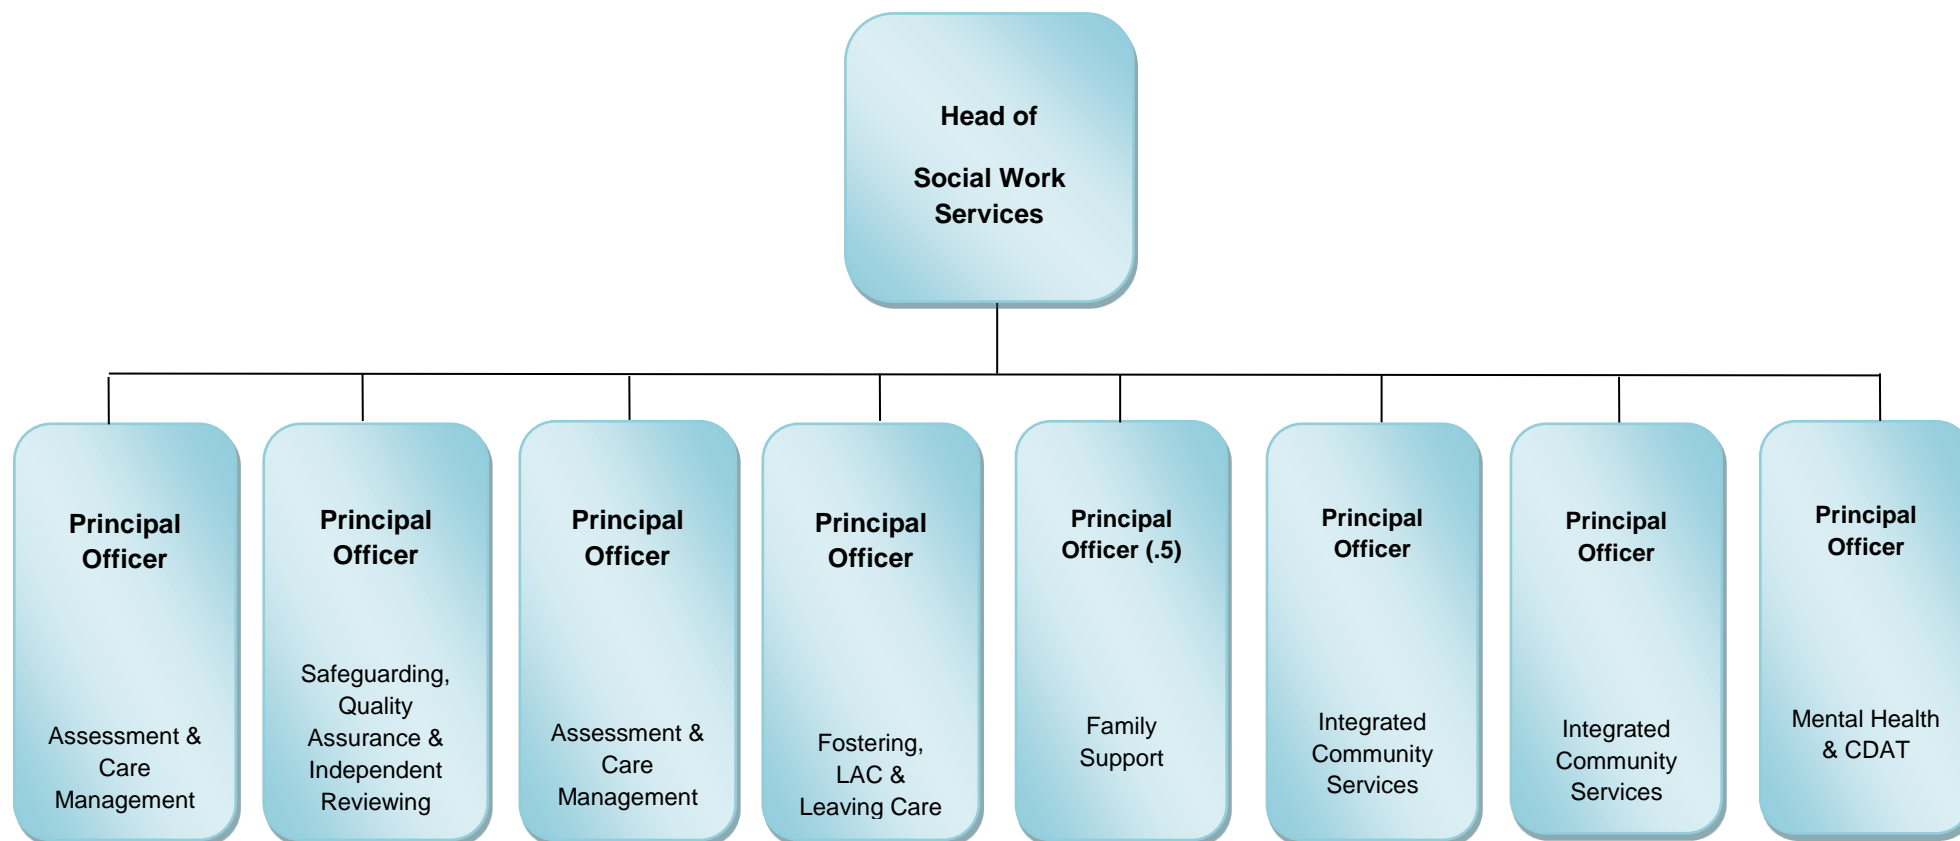 Head of
Social Work
Services
Principal
Officer
Assessment &
Care
Management
Principal
Officer
Safeguarding,
Quality
Assurance &
Independent
Reviewing
Principal
Officer
Assessment &
Care
Management
Principal
Officer
Fostering,
LAC &
Leaving Care
Principal
Officer (.5)
Family
Support
Principal
Officer
Integrated
Community
Services
Principal
Officer
Integrated
Community
Services
Principal
Officer
Mental Health
& CDAT